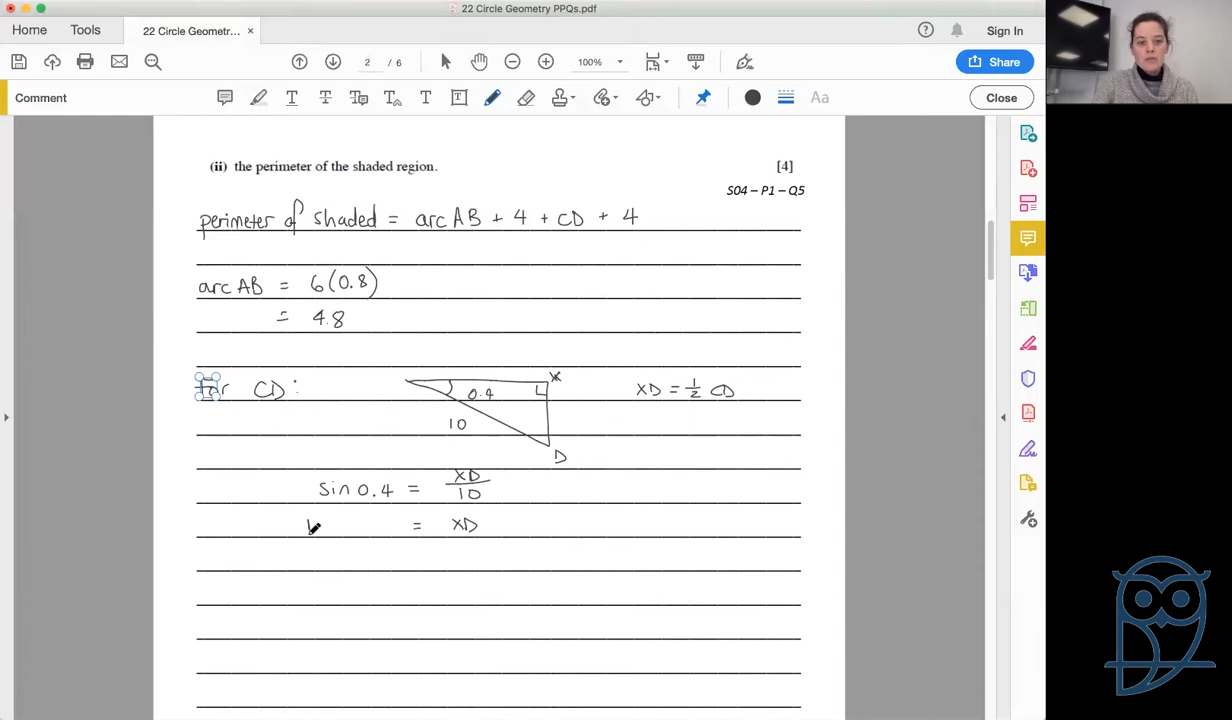 22 Circle Geometry PPQs.pdf
Home Tools 22 Circle Geometr... × Sign In
2 / 6 100% Share
Comment Close
(ii) the perimeter of the shaded region. [4]
S04 – P1 – Q5
perimeter of shaded = arc AB + 4 + CD + 4
arc AB = 6(0.8)
= 4.8
For CD: 0.4 X XD = 1/2 CD
10
D
sin 0.4 = XD/10
= XD